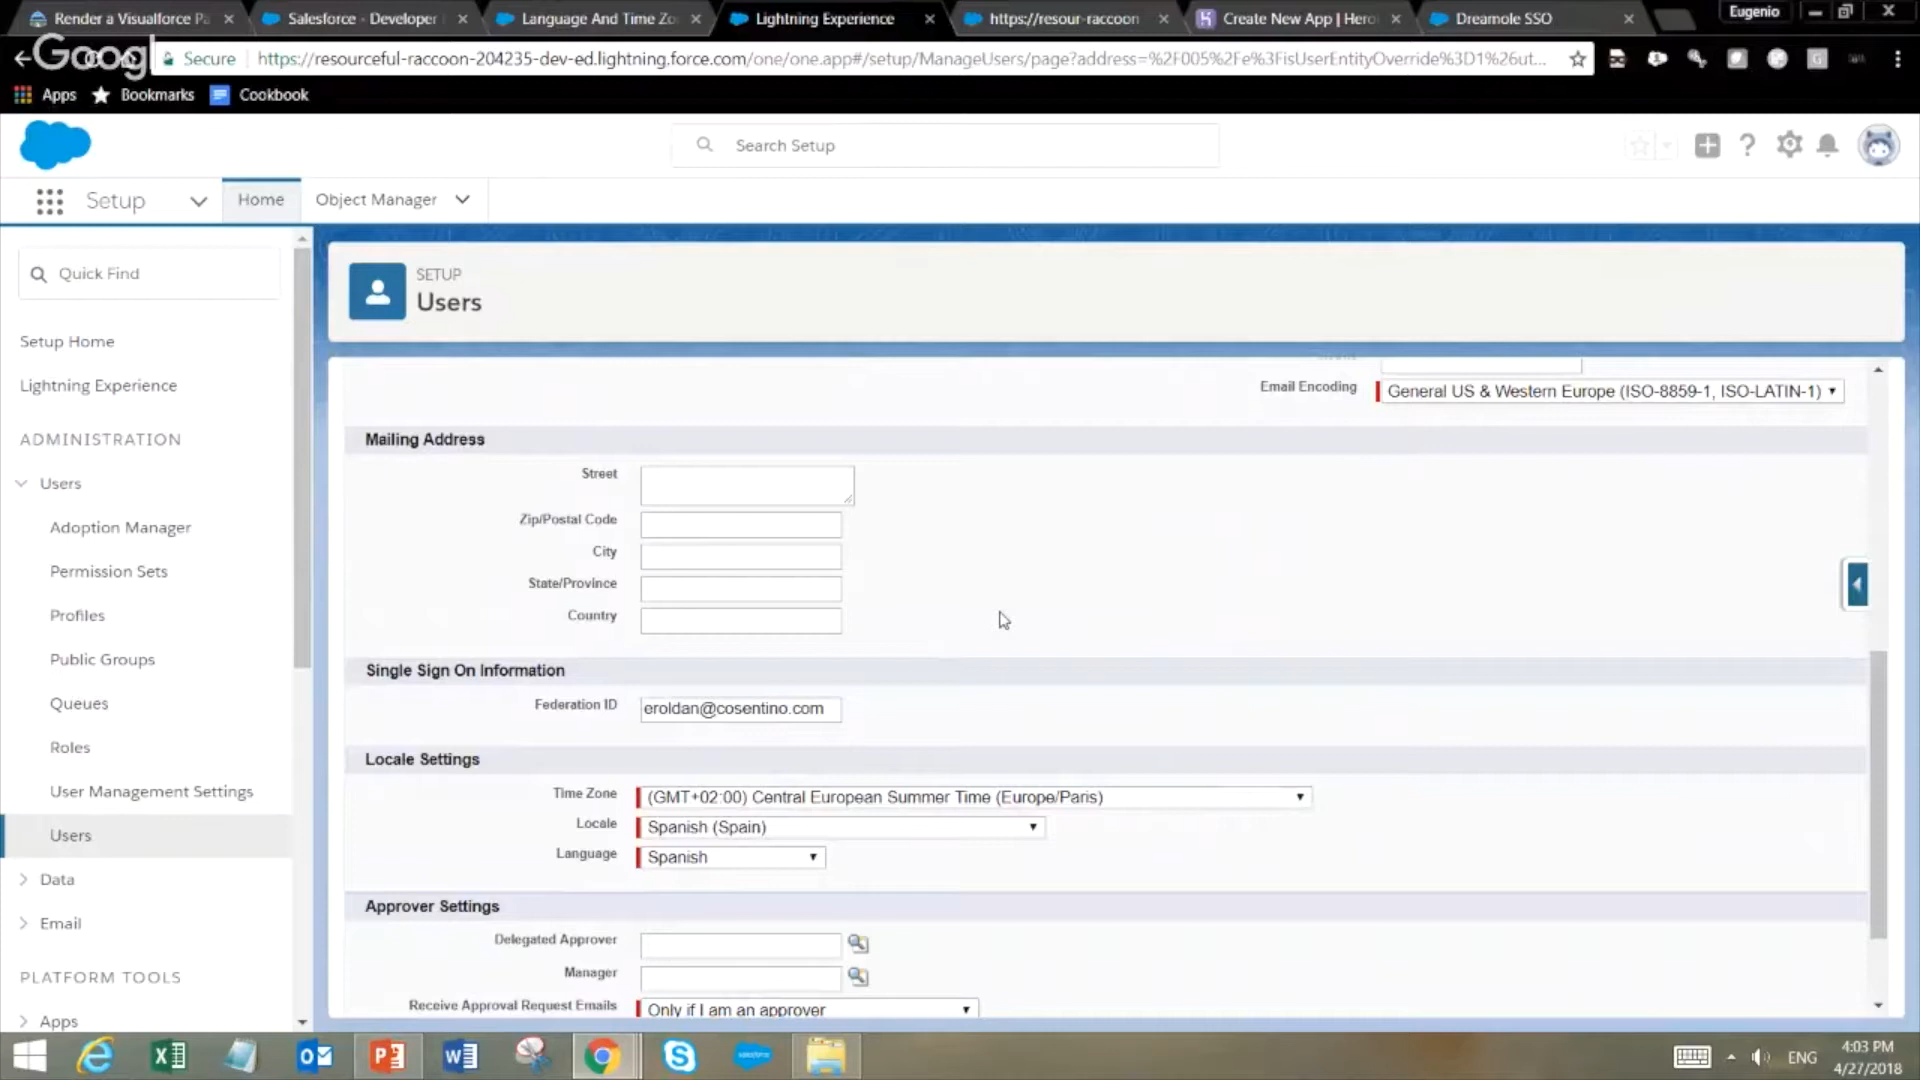 Render a Visualforce Pa
Salesforce - Developer
Language And Time Zo
Lightning Experience
https://resour-raccoon
Create New App | Hero
Dreamole SSO
Eugenio
Googl
Secure
https://resourceful-raccoon-204235-dev-ed.lightning.force.com/one/one.app#/setup/ManageUsers/page?address=%2F005%2Fe%3FisUserEntityOverride%3D1%26ut...
Apps
Bookmarks
Cookbook
Search Setup
Setup
Home
Object Manager
Quick Find
Setup Home
Lightning Experience
ADMINISTRATION
Users
Adoption Manager
Permission Sets
Profiles
Public Groups
Queues
Roles
User Management Settings
Users
Data
Email
PLATFORM TOOLS
Apps
SETUP
Users
Email Encoding
General US & Western Europe (ISO-8859-1, ISO-LATIN-1)
Mailing Address
Street
Zip/Postal Code
City
State/Province
Country
Single Sign On Information
Federation ID
eroldan@cosentino.com
Locale Settings
Time Zone
(GMT+02:00) Central European Summer Time (Europe/Paris)
Locale
Spanish (Spain)
Language
Spanish
Approver Settings
Delegated Approver
Manager
Receive Approval Request Emails
Only if I am an approver
ENG
4:03 PM
4/27/2018